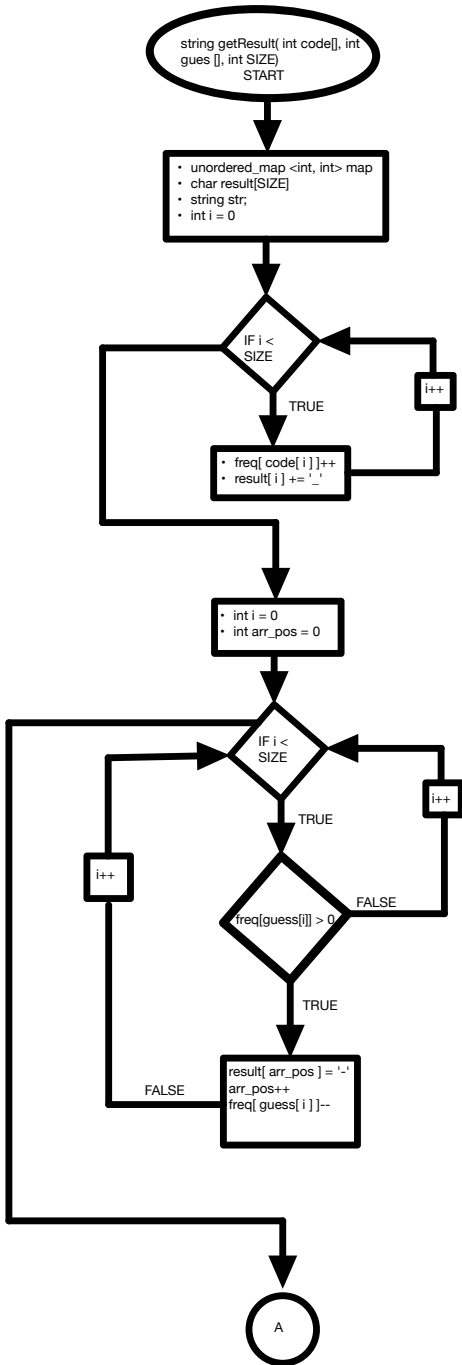 string getResult( int code[], int
gues [], int SIZE)
START
• unordered_map <int, int> map
• char result[SIZE]
• string str;
• int i = 0
IF i <
SIZE
i++
TRUE
• freq[ code[ i ] ]++
• result[ i ] += '_'
• int i = 0
• int arr_pos = 0
IF i <
SIZE
i++
TRUE
i++
FALSE
freq[guess[i]] > 0
TRUE
result[ arr_pos ] = '-'
arr_pos++
freq[ guess[ i ] ]--
FALSE
A